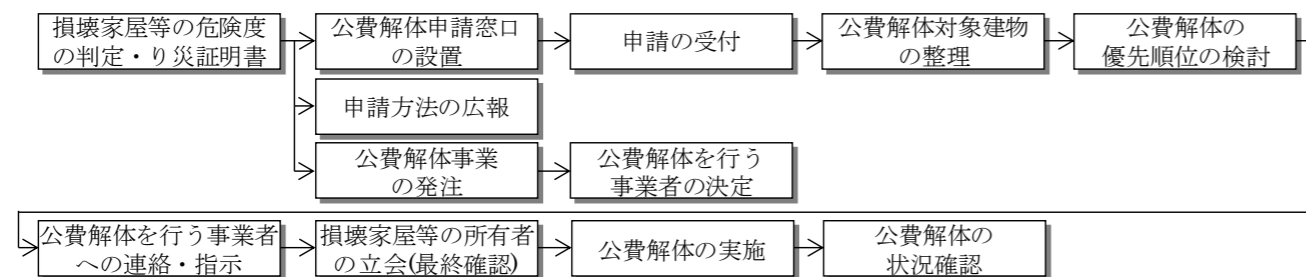 損壊家屋等の危険度
の判定・り災証明書
公費解体申請窓口
の設置
申請の受付
公費解体対象建物
の整理
公費解体の
優先順位の検討
申請方法の広報
公費解体事業
の発注
公費解体を行う
事業者の決定
公費解体を行う事業者
への連絡・指示
損壊家屋等の所有者
の立会(最終確認)
公費解体の実施
公費解体の
状況確認